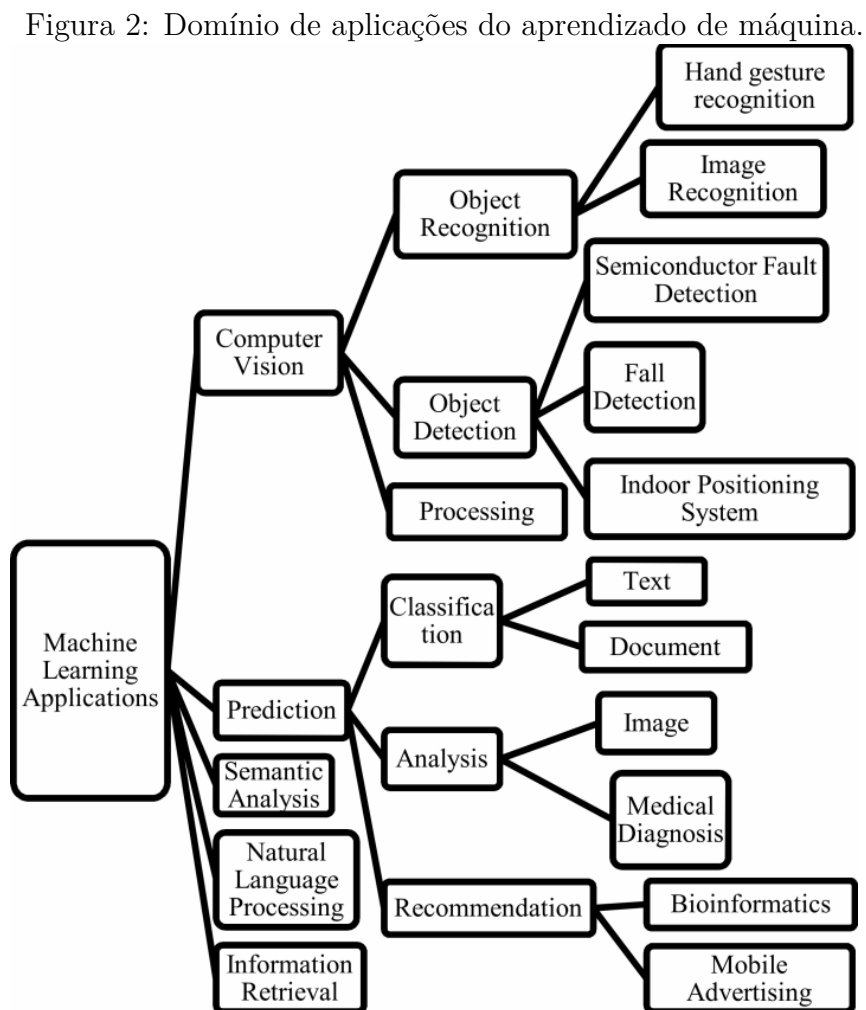 Figura 2: Domínio de aplicações do aprendizado de máquina.
Hand gesture
recognition
Image
Recognition
Object
Recognition
Semiconductor Fault
Detection
Computer
Vision
Fall
Detection
Object
Detection
Indoor Positioning
System
Processing
Machine
Learning
Applications
Classifica
tion
Text
Document
Prediction
Image
Analysis
Semantic
Analysis
Medical
Diagnosis
Natural
Language
Processing
Recommendation
Bioinformatics
Information
Retrieval
Mobile
Advertising